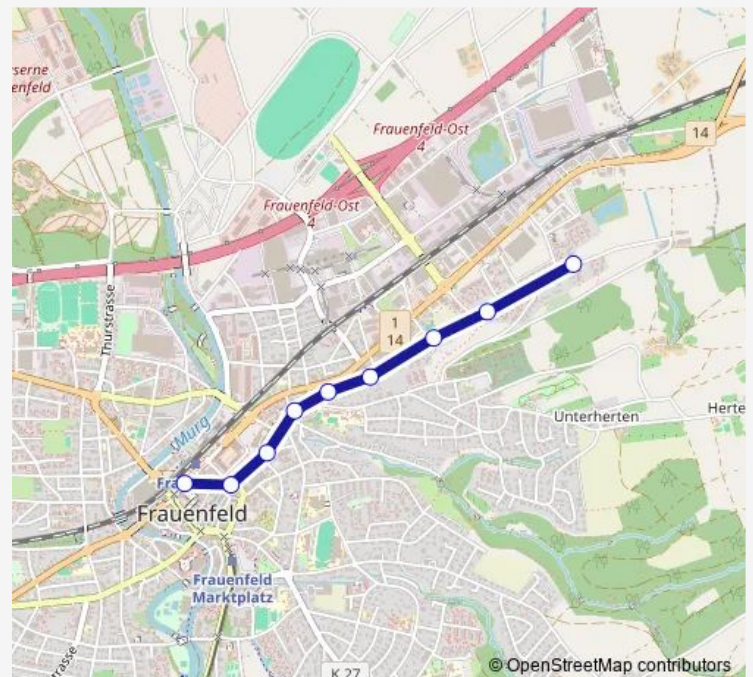 serne
enfeld
Frauenfeld-Ost
4
14
Frauenfeld-Ost
4
Thurstrasse
1
14
Unterherten
Herte
Murg
Fra
Frauenfeld
Frauenfeld
Marktplatz
rasse
K 27
© OpenStreetMap contributors